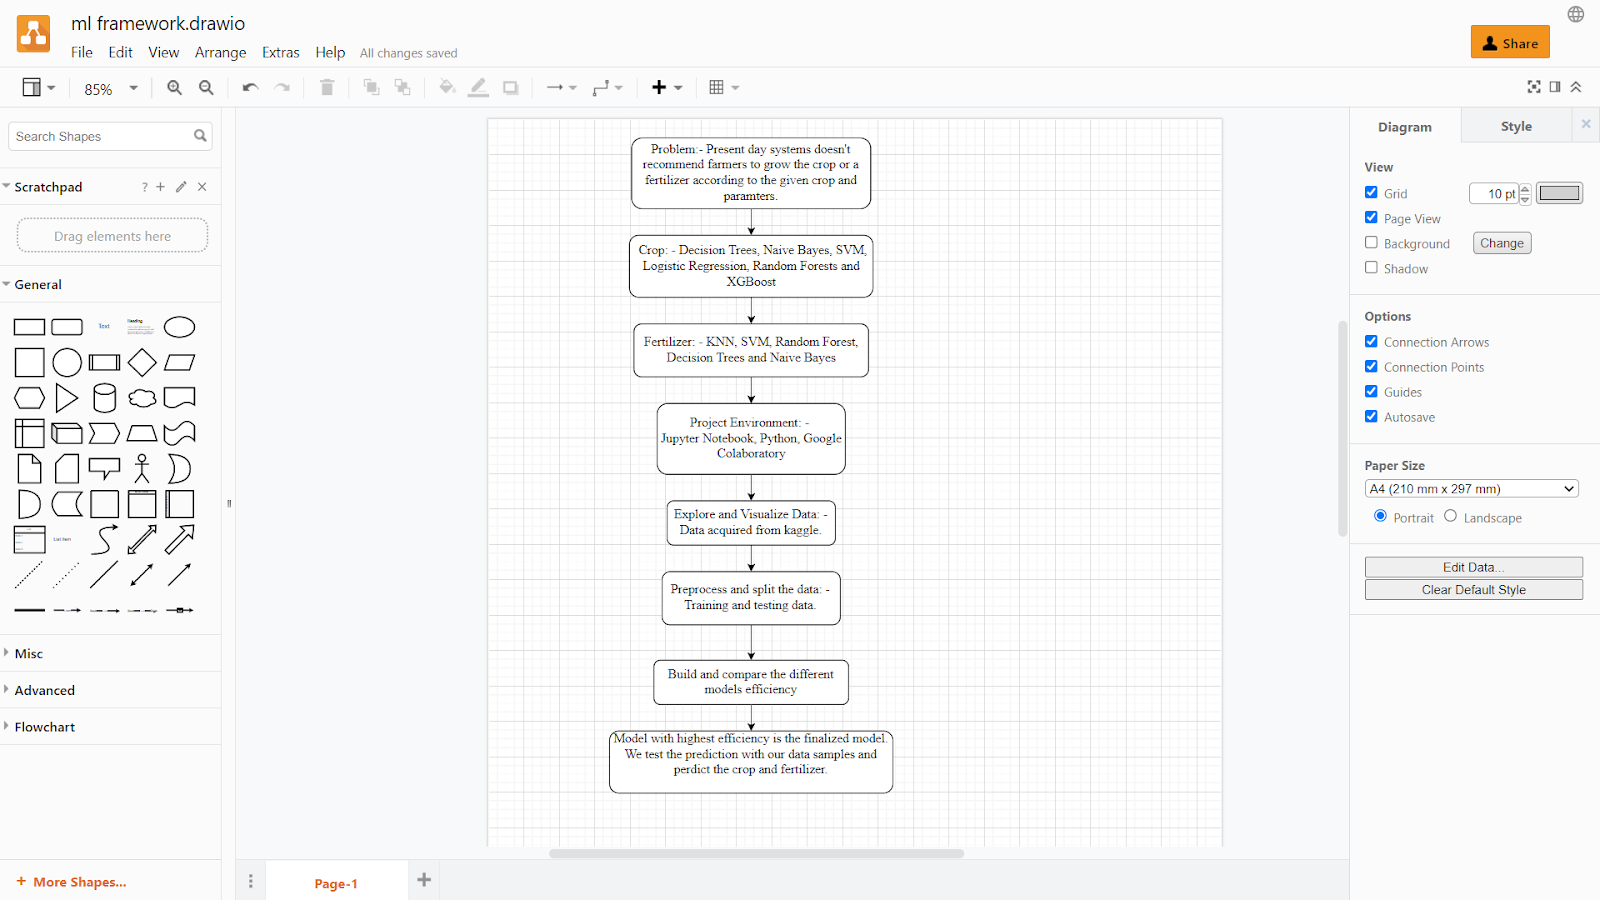 ml framework.drawio
File Edit View Arrange Extras Help All changes saved
Share
85%
Search Shapes
Scratchpad
?
Drag elements here
General
Text
Heading
List Item
Misc
Advanced
Flowchart
+ More Shapes...
Problem:- Present day systems doesn't
recommend farmers to grow the crop or a
fertilizer according to the given crop and
paramters.
Crop: - Decision Trees, Naive Bayes, SVM,
Logistic Regression, Random Forests and
XGBoost
Fertilizer: - KNN, SVM, Random Forest,
Decision Trees and Naive Bayes
Project Environment: -
Jupyter Notebook, Python, Google
Colaboratory
Explore and Visualize Data: -
Data acquired from kaggle.
Preprocess and split the data: -
Training and testing data.
Build and compare the different
models efficiency
Model with highest efficiency is the finalized model.
We test the prediction with our data samples and
perdict the crop and fertilizer.
Page-1
Diagram Style
View
Grid 10 pt
Page View
Background Change
Shadow
Options
Connection Arrows
Connection Points
Guides
Autosave
Paper Size
A4 (210 mm x 297 mm)
Portrait Landscape
Edit Data...
Clear Default Style